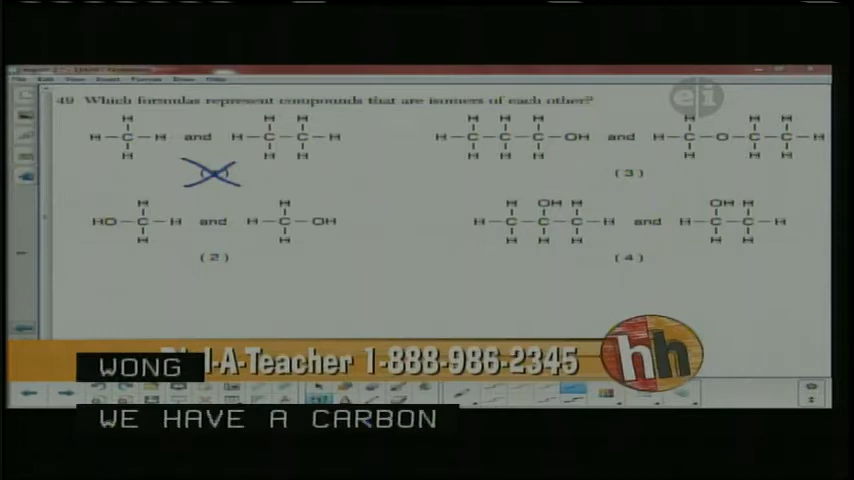 49 Which formulas represent compounds that are isomers of each other?
H H H H H H
H—C—H and H—C—C—H H—C—C—C—OH and H—C—O—C—C—H
H H H H H H H H H H
(3)
H H H OH H OH H
HO—C—H and H—C—OH H—C—C—C—H and H—C—C—H
H H H H H H H
(2) (4)
l-A-Teacher 1-888-986-2345
hh
ei
WONG
WE HAVE A CARBON